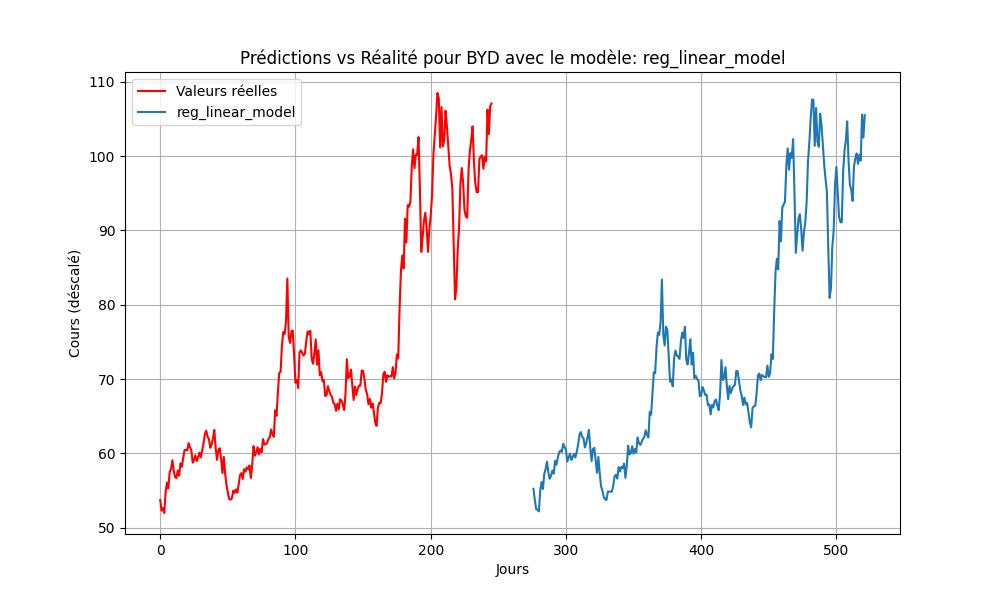 Prédictions vs Réalité pour BYD avec le modèle: reg_linear_model
Valeurs réelles
reg_linear_model
110
100
90
80
70
60
50
Cours (déscalé)
0 100 200 300 400 500
Jours